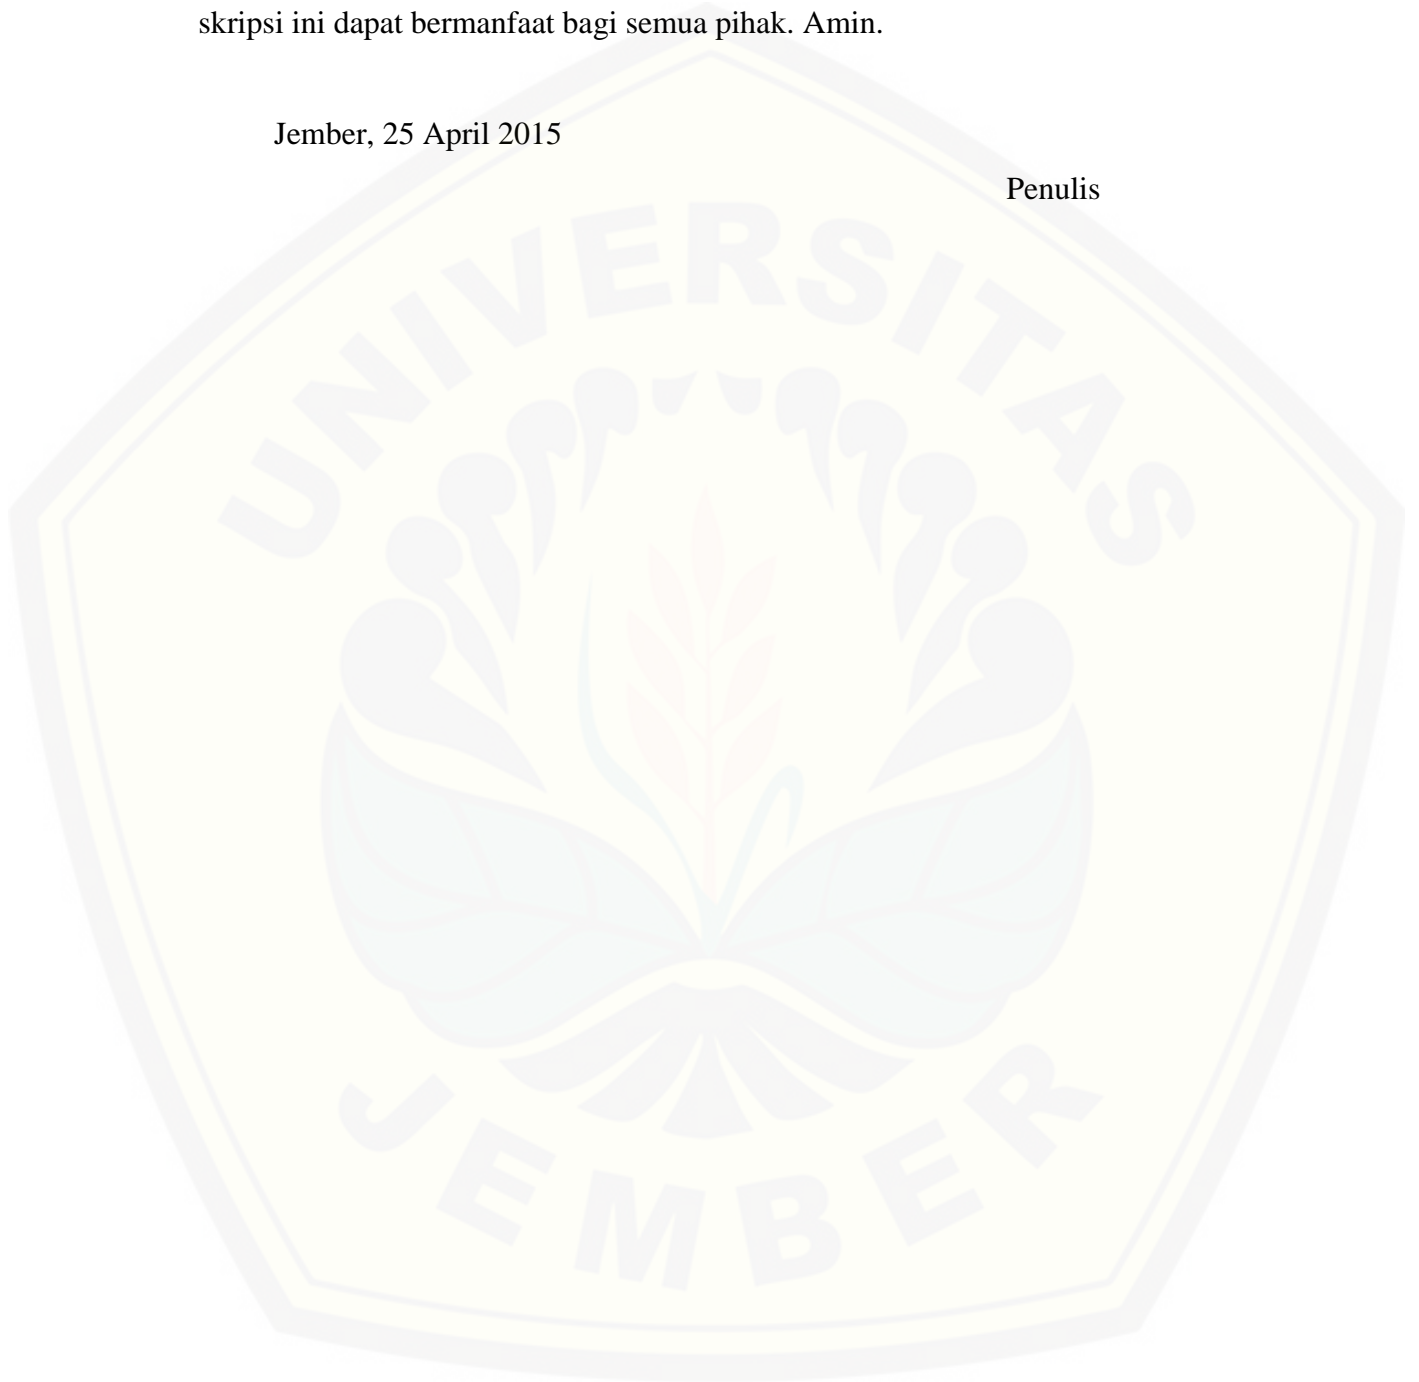 skripsi ini dapat bermanfaat bagi semua pihak. Amin.
Jember, 25 April 2015
Penulis
UNIVERSITAS
JEMBER